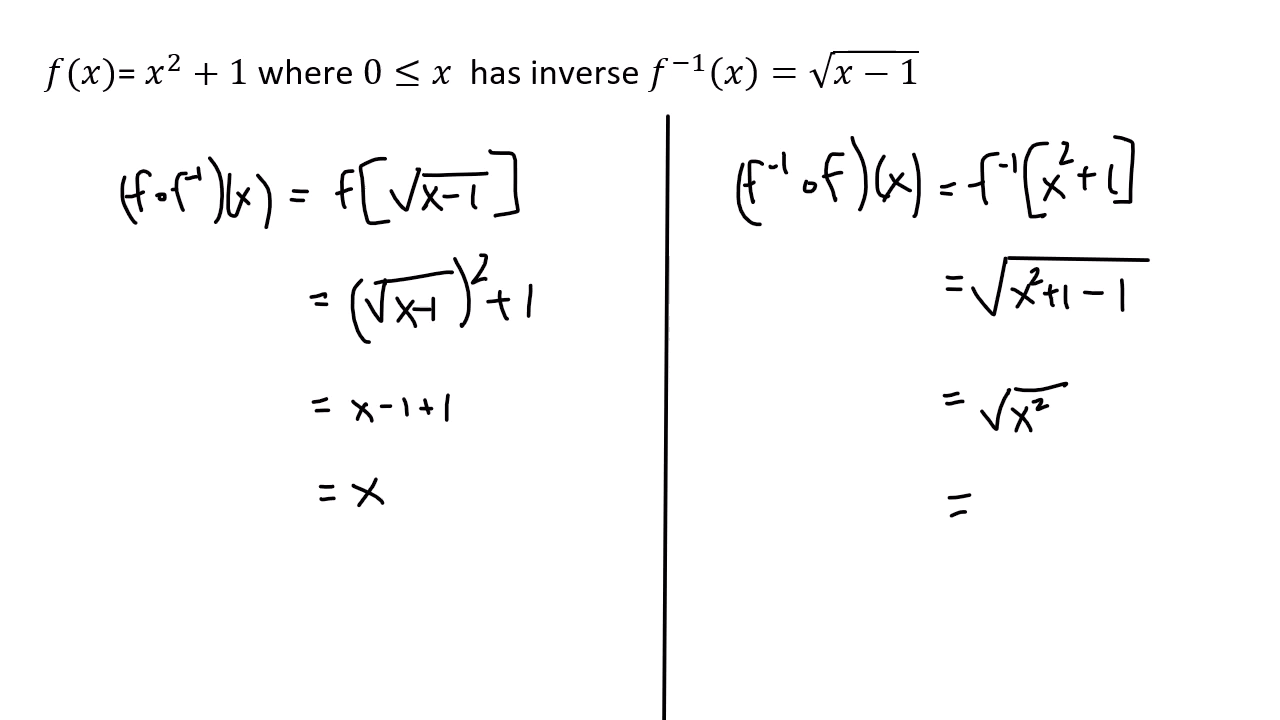 f(x)= x² + 1 where 0 ≤ x has inverse f⁻¹(x) = √(x − 1)
(f∘f⁻¹)(x) = f[√(x−1)]
= (√(x−1))² + 1
= x − 1 + 1
= x
(f⁻¹ ∘ f)(x) = f⁻¹[x² + 1]
= √(x² + 1 − 1)
= √(x²)
=